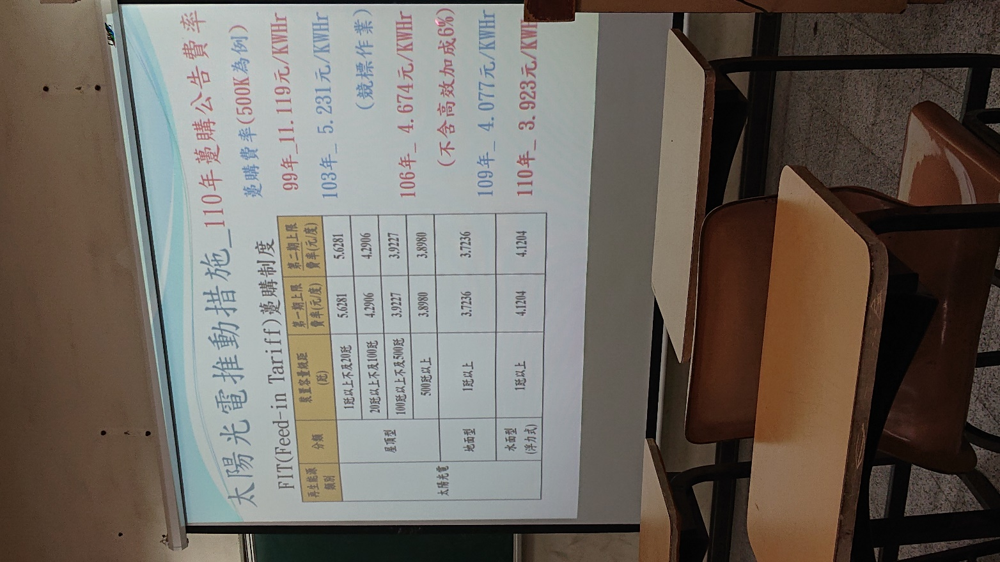 太陽光電推動措施_110年躉購公告費率
FIT(Feed-in Tariff)躉購制度
再生能源類別 分類 裝置容量級距(瓩) 第一期上限費率(元/度) 第二期上限費率(元/度)
太陽光電 屋頂型 1瓩以上不及20瓩 5.6281 5.6281
20瓩以上不及100瓩 4.2906 4.2906
100瓩以上不及500瓩 3.9227 3.9227
500瓩以上 3.8980 3.8980
地面型 1瓩以上 3.7236 3.7236
水面型(浮力式) 1瓩以上 4.1204 4.1204
躉購費率(500K為例)
99年_11.119元/KWHr
103年_ 5.231元/KWHr
(競標作業)
106年_ 4.674元/KWHr
(不含高效加成6%)
109年_ 4.077元/KWHr
110年_ 3.923元/KWH